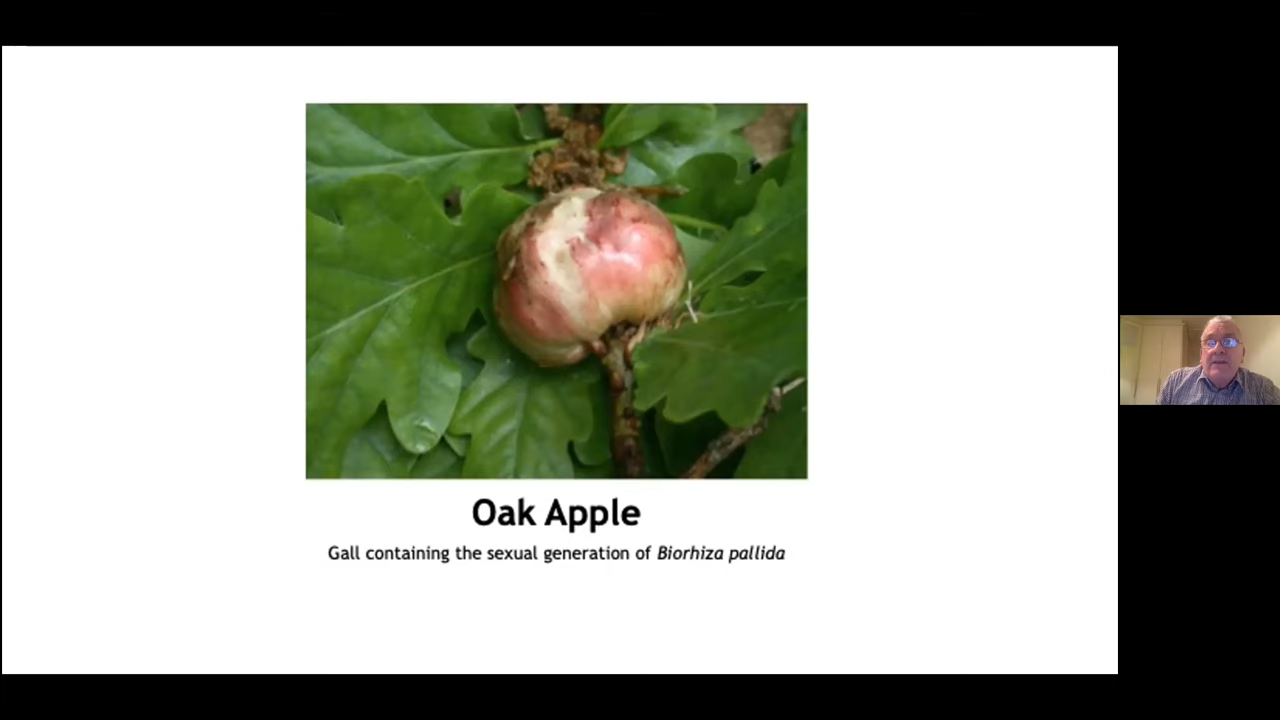 Oak Apple
Gall containing the sexual generation of Biorhiza pallida